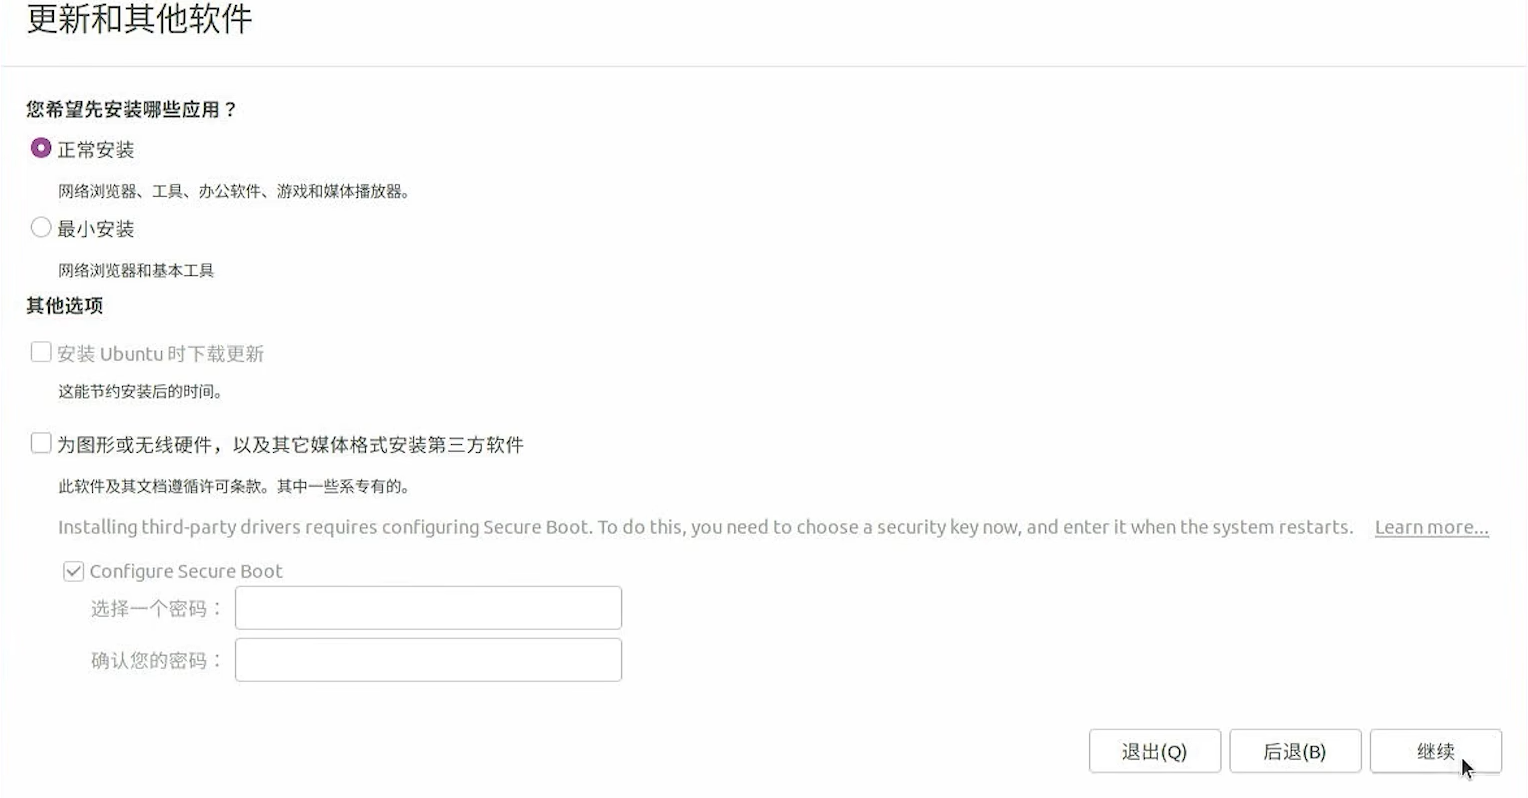 更新和其他软件
您希望先安装哪些应用？
正常安装
网络浏览器、工具、办公软件、游戏和媒体播放器。
最小安装
网络浏览器和基本工具
其他选项
安装 Ubuntu 时下载更新
这能节约安装后的时间。
为图形或无线硬件，以及其它媒体格式安装第三方软件
此软件及其文档遵循许可条款。其中一些系专有的。
Installing third-party drivers requires configuring Secure Boot. To do this, you need to choose a security key now, and enter it when the system restarts. Learn more...
Configure Secure Boot
选择一个密码：
确认您的密码：
退出(Q) 后退(B) 继续